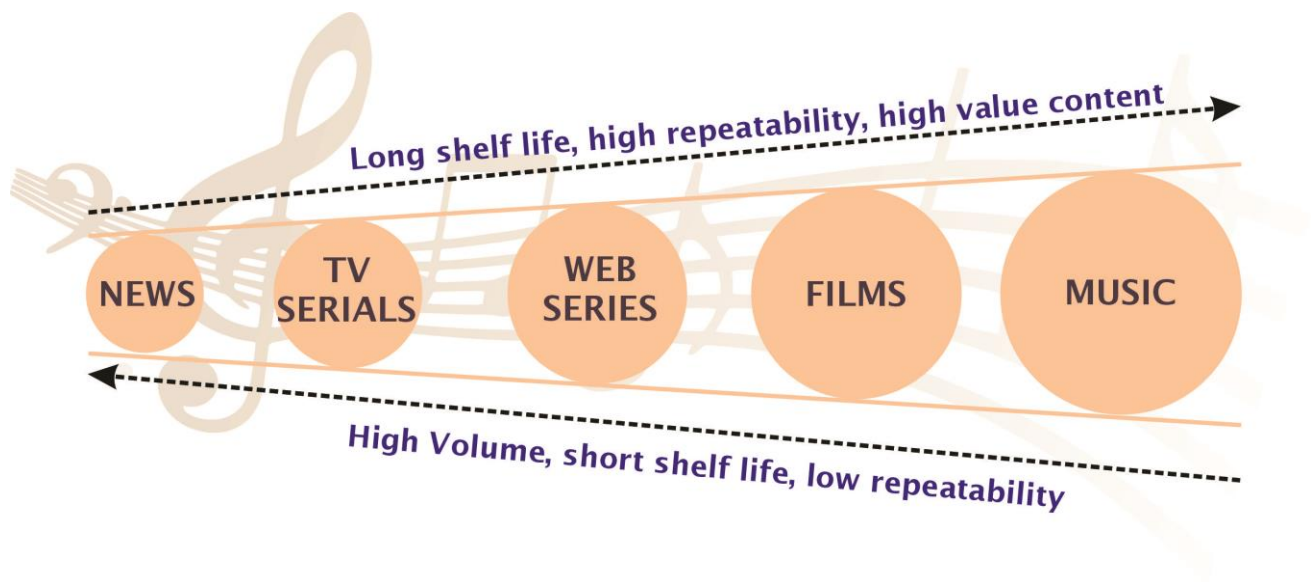 Long shelf life, high repeatability, high value content
NEWS
TV
SERIALS
WEB
SERIES
FILMS
MUSIC
High Volume, short shelf life, low repeatability